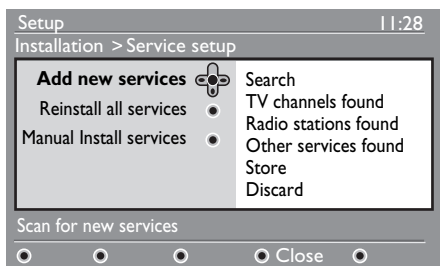 Setup 11:28
Installation > Service setup
Add new services
Reinstall all services
Manual Install services
Search
TV channels found
Radio stations found
Other services found
Store
Discard
Scan for new services
Close